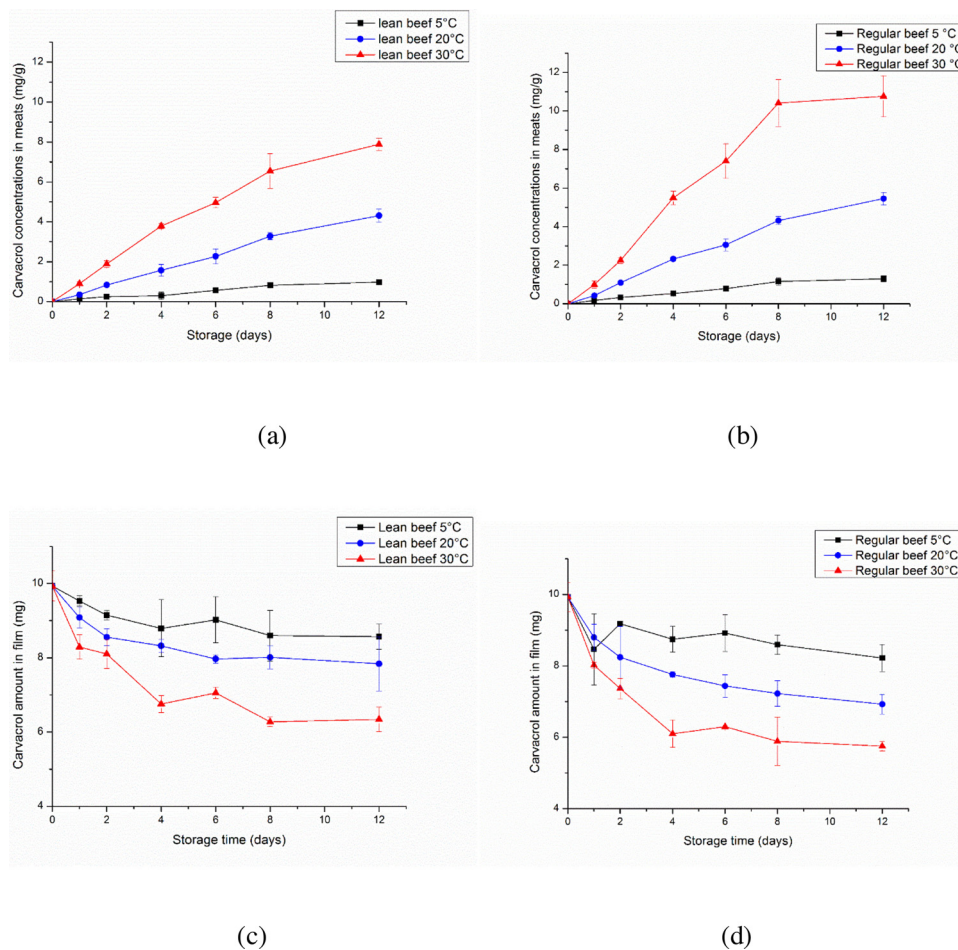 lean beef 5°C
lean beef 20°C
lean beef 30°C
Carvacrol concentrations in meats (mg/g)
12
10
8
6
4
2
0
0 2 4 6 8 10 12
Storage (days)
(a)
Regular beef 5 °C
Regular beef 20 °C
Regular beef 30 °C
Carvacrol concentrations in meats (mg/g)
12
10
8
6
4
2
0
0 2 4 6 8 10 12
Storage (days)
(b)
Lean beef 5°C
Lean beef 20°C
Lean beef 30°C
Carvacrol amount in film (mg)
10
8
6
4
0 2 4 6 8 10 12
Storage time (days)
(c)
Regular beef 5°C
Regular beef 20°C
Regular beef 30°C
Carvacrol amount in film (mg)
10
8
6
4
0 2 4 6 8 10 12
Storage time (days)
(d)